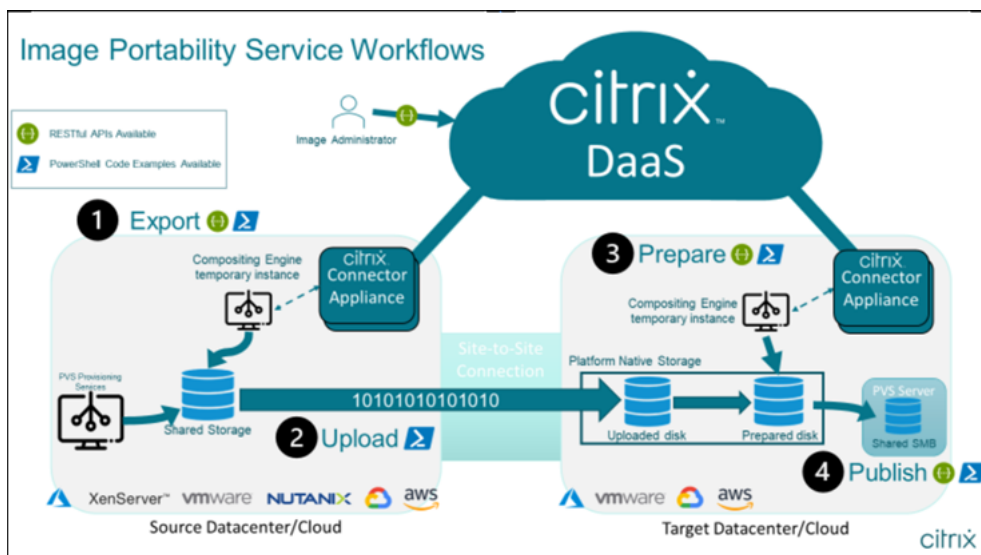 Image Portability Service Workflows
RESTful APIs Available
PowerShell Code Examples Available
Image Administrator
citrix™
DaaS
1 Export
Compositing Engine
temporary instance
citrix
Connector
Appliance
PVS Provisioning
Services
Shared Storage
10101010101010
2 Upload
Site-to-Site
Connection
XenServer™ vmware NUTANIX aws
Source Datacenter/Cloud
3 Prepare
Compositing Engine
temporary instance
citrix
Connector
Appliance
Platform Native Storage
Uploaded disk
Prepared disk
PVS Server
Shared SMB
4 Publish
vmware aws
Target Datacenter/Cloud
citrix